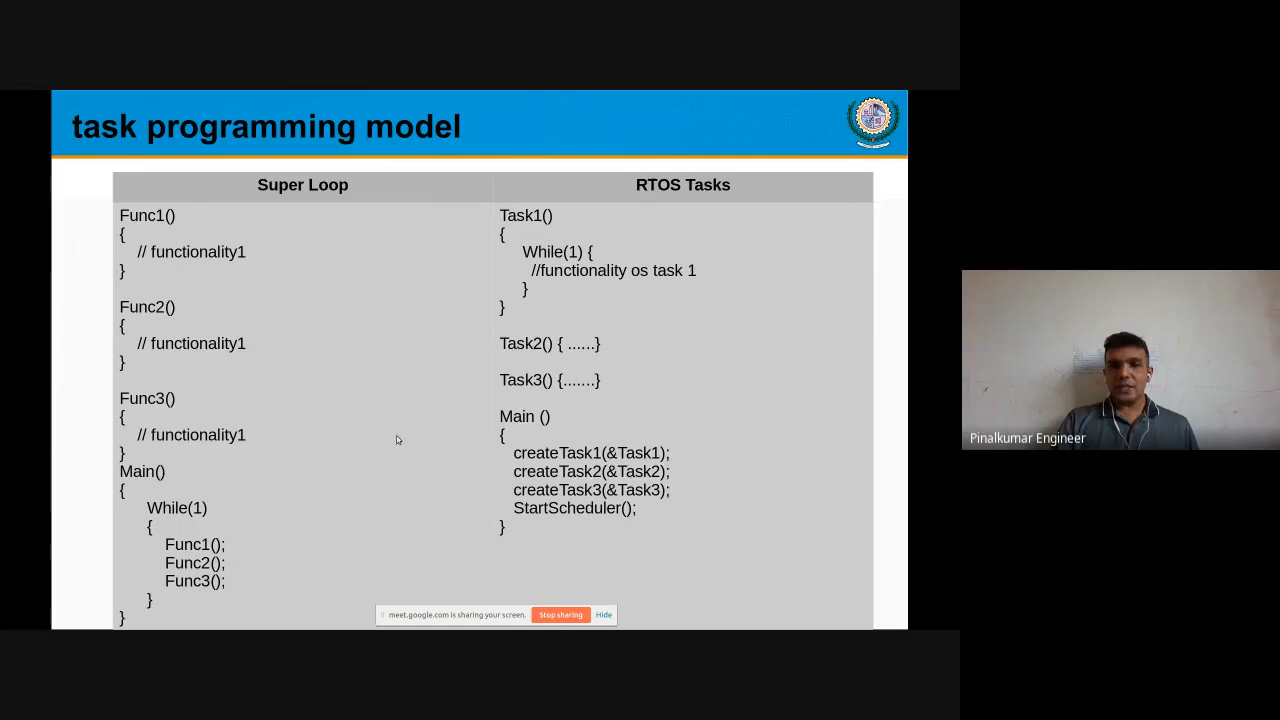 task programming model
Super Loop
Func1()
{
// functionality1
}
Func2()
{
// functionality1
}
Func3()
{
// functionality1
}
Main()
{
While(1)
{
Func1();
Func2();
Func3();
}
}
RTOS Tasks
Task1()
{
While(1) {
//functionality os task 1
}
}
Task2() { ......}
Task3() {.......}
Main ()
{
createTask1(&Task1);
createTask2(&Task2);
createTask3(&Task3);
StartScheduler();
}
meet.google.com is sharing your screen. Stop sharing Hide
Pinalkumar Engineer